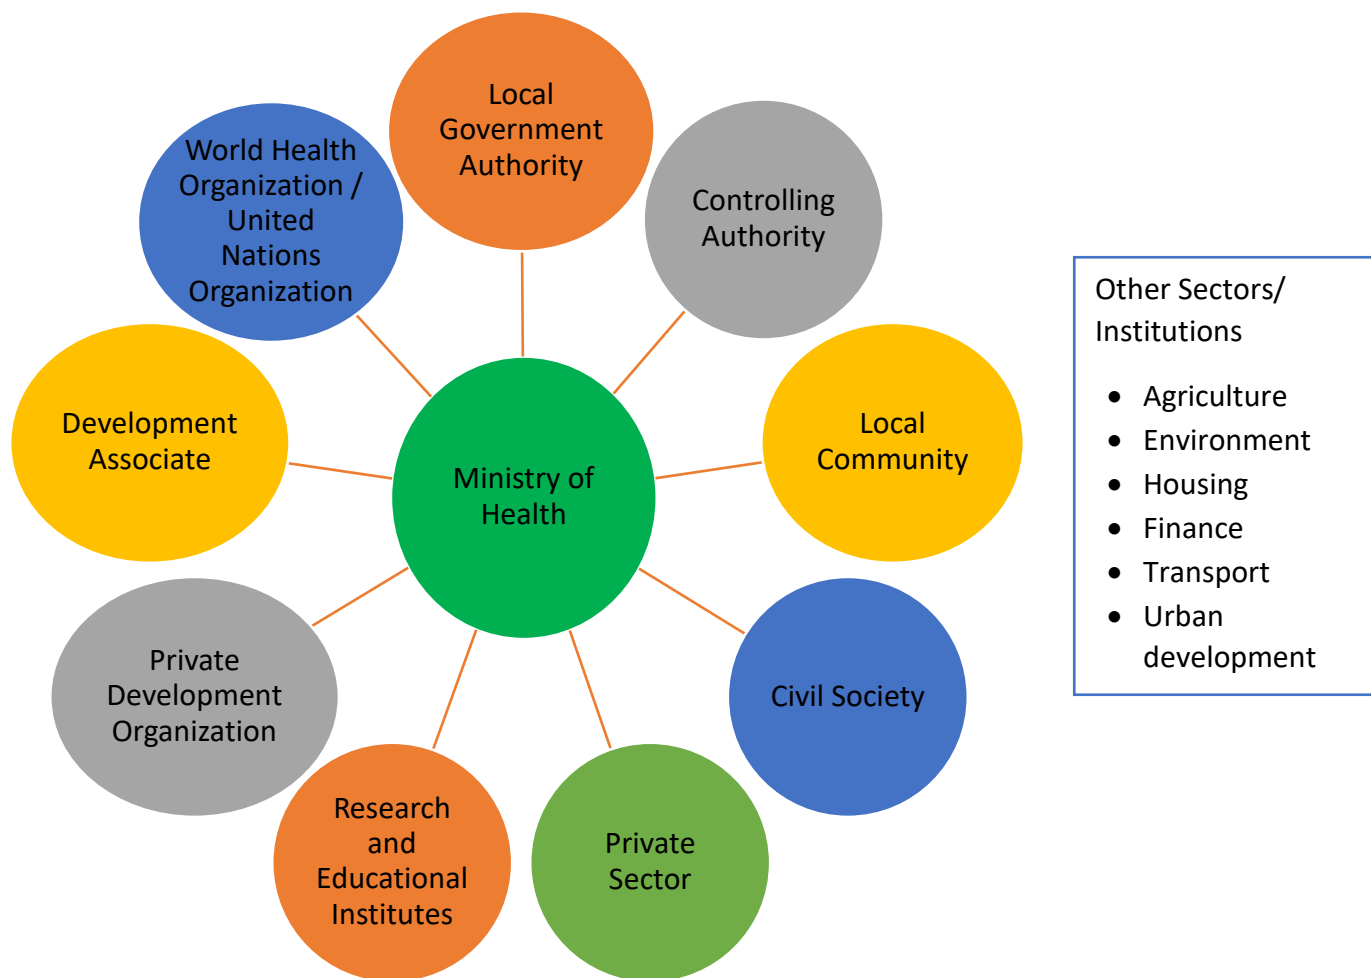 Local
Government
Authority
Controlling
Authority
Local
Community
Civil Society
Private
Sector
Research
and
Educational
Institutes
Private
Development
Organization
Development
Associate
World Health
Organization /
United
Nations
Organization
Ministry of
Health
Other Sectors/
Institutions
• Agriculture
• Environment
• Housing
• Finance
• Transport
• Urban
development